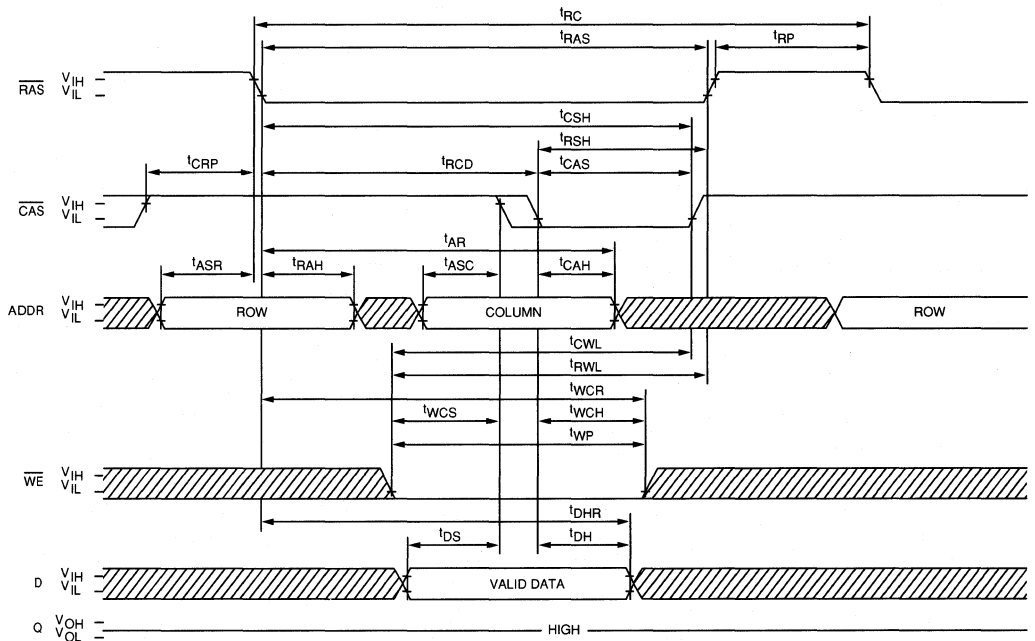 tRC
tRAS
tRP
RAS VIH
VIL
tCSH
tRSH
tCRP tRCD tCAS
CAS VIH
VIL
tAR
tASR tRAH tASC tCAH
ADDR VIH
VIL
ROW COLUMN ROW
tCWL
tRWL
tWCR
tWCS tWCH
tWP
WE VIH
VIL
tDHR
tDS tDH
D VIH
VIL
VALID DATA
Q VOH
VOL
HIGH